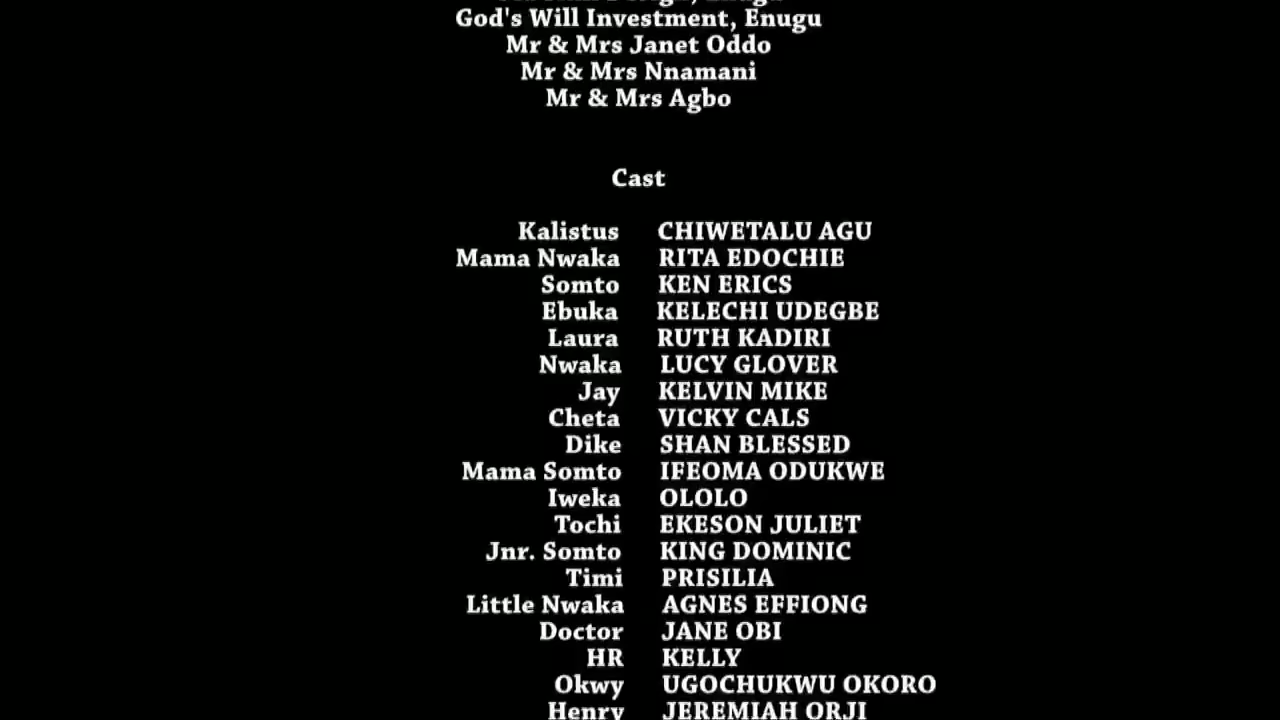 God's Will Investment, Enugu
Mr & Mrs Janet Oddo
Mr & Mrs Nnamani
Mr & Mrs Agbo
Cast
Kalistus CHIWETALU AGU
Mama Nwaka RITA EDOCHIE
Somto KEN ERICS
Ebuka KELECHI UDEGBE
Laura RUTH KADIRI
Nwaka LUCY GLOVER
Jay KELVIN MIKE
Cheta VICKY CALS
Dike SHAN BLESSED
Mama Somto IFEOMA ODUKWE
Iweka OLOLO
Tochi EKESON JULIET
Jnr. Somto KING DOMINIC
Timi PRISILIA
Little Nwaka AGNES EFFIONG
Doctor JANE OBI
HR KELLY
Okwy UGOCHUKWU OKORO
Henry JEREMIAH ORJI